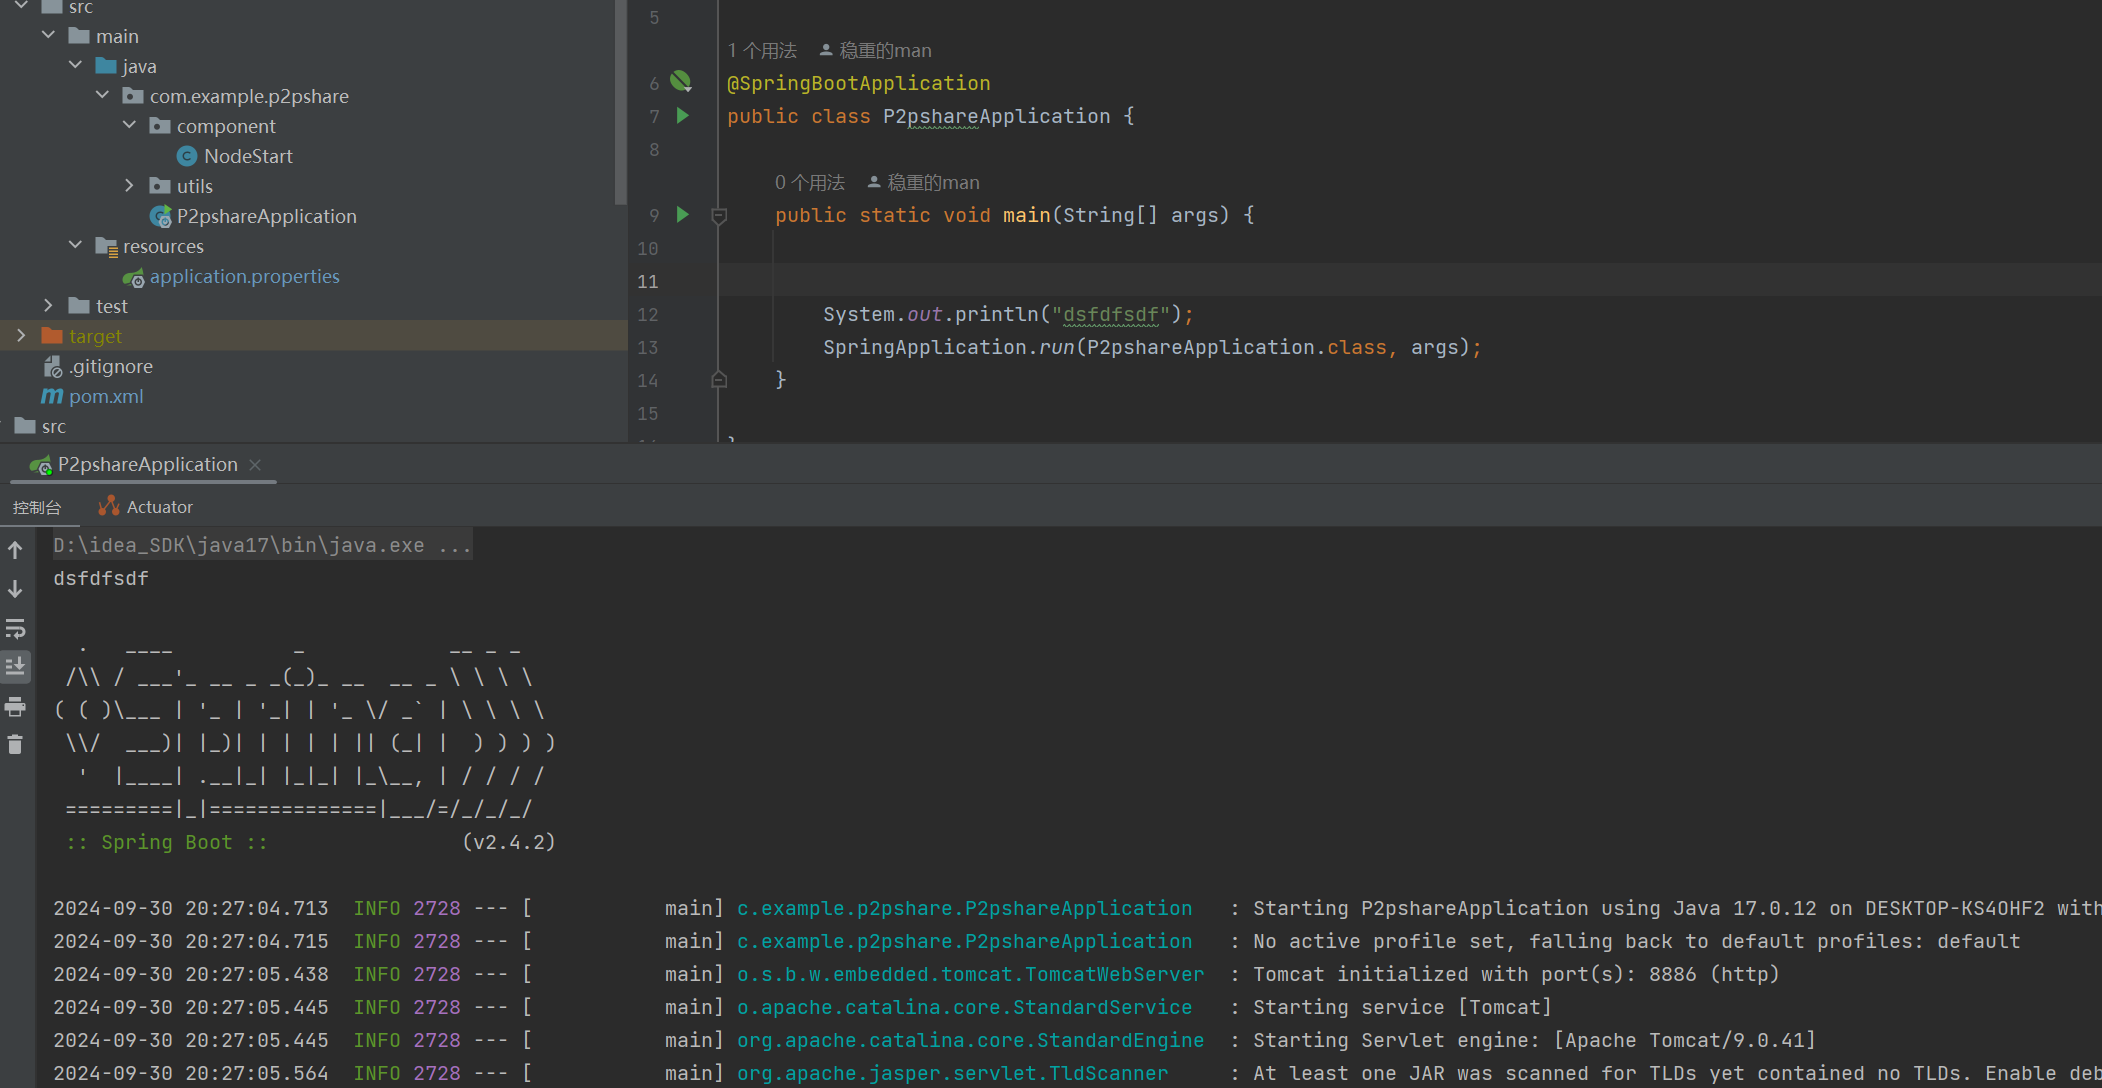 src
main
java
com.example.p2pshare
component
NodeStart
utils
P2pshareApplication
resources
application.properties
test
target
.gitignore
pom.xml
src
5
1 个用法 稳重的man
6 @SpringBootApplication
7 public class P2pshareApplication {
8
0 个用法 稳重的man
9 public static void main(String[] args) {
10
11
12 System.out.println("dsfdfsdf");
13 SpringApplication.run(P2pshareApplication.class, args);
14 }
15
P2pshareApplication
控制台 Actuator
D:\idea_SDK\java17\bin\java.exe ...
dsfdfsdf
  .   ____          _            __ _ _
 /\\ / ___'_ __ _ _(_)_ __  __ _ \ \ \ \
( ( )\___ | '_ | '_| | '_ \/ _` | \ \ \ \
 \\/  ___)| |_)| | | | | || (_| |  ) ) ) )
  '  |____| .__|_| |_|_| |_\__, | / / / /
 =========|_|==============|___/=/_/_/_/
 :: Spring Boot ::                (v2.4.2)
2024-09-30 20:27:04.713  INFO 2728 --- [           main] c.example.p2pshare.P2pshareApplication   : Starting P2pshareApplication using Java 17.0.12 on DESKTOP-KS4OHF2 with
2024-09-30 20:27:04.715  INFO 2728 --- [           main] c.example.p2pshare.P2pshareApplication   : No active profile set, falling back to default profiles: default
2024-09-30 20:27:05.438  INFO 2728 --- [           main] o.s.b.w.embedded.tomcat.TomcatWebServer  : Tomcat initialized with port(s): 8886 (http)
2024-09-30 20:27:05.445  INFO 2728 --- [           main] o.apache.catalina.core.StandardService   : Starting service [Tomcat]
2024-09-30 20:27:05.445  INFO 2728 --- [           main] org.apache.catalina.core.StandardEngine  : Starting Servlet engine: [Apache Tomcat/9.0.41]
2024-09-30 20:27:05.564  INFO 2728 --- [           main] org.apache.jasper.servlet.TldScanner     : At least one JAR was scanned for TLDs yet contained no TLDs. Enable deb